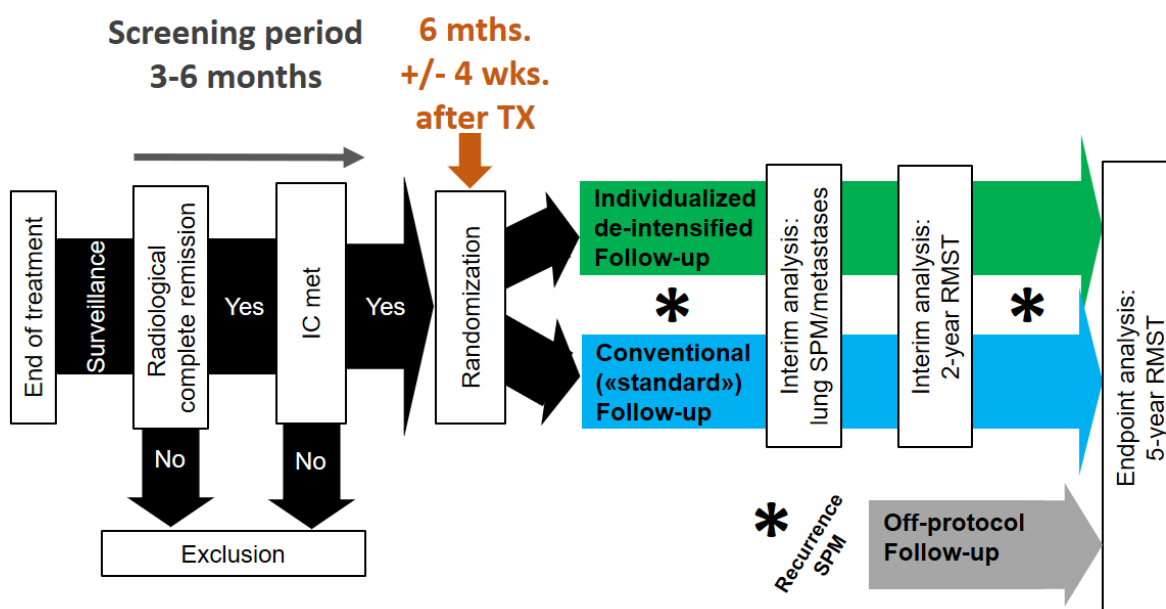 Screening period
3-6 months
6 mths.
+/- 4 wks.
after TX
End of treatment
Surveillance
Radiological
complete remission
Yes
IC met
Yes
Randomization
No
No
Exclusion
Individualized
de-intensified
Follow-up
*
Conventional
(«standard»)
Follow-up
Interim analysis:
lung SPM/metastases
Interim analysis:
2-year RMST
*
Endpoint analysis:
5-year RMST
*
Recurrence
SPM
Off-protocol
Follow-up